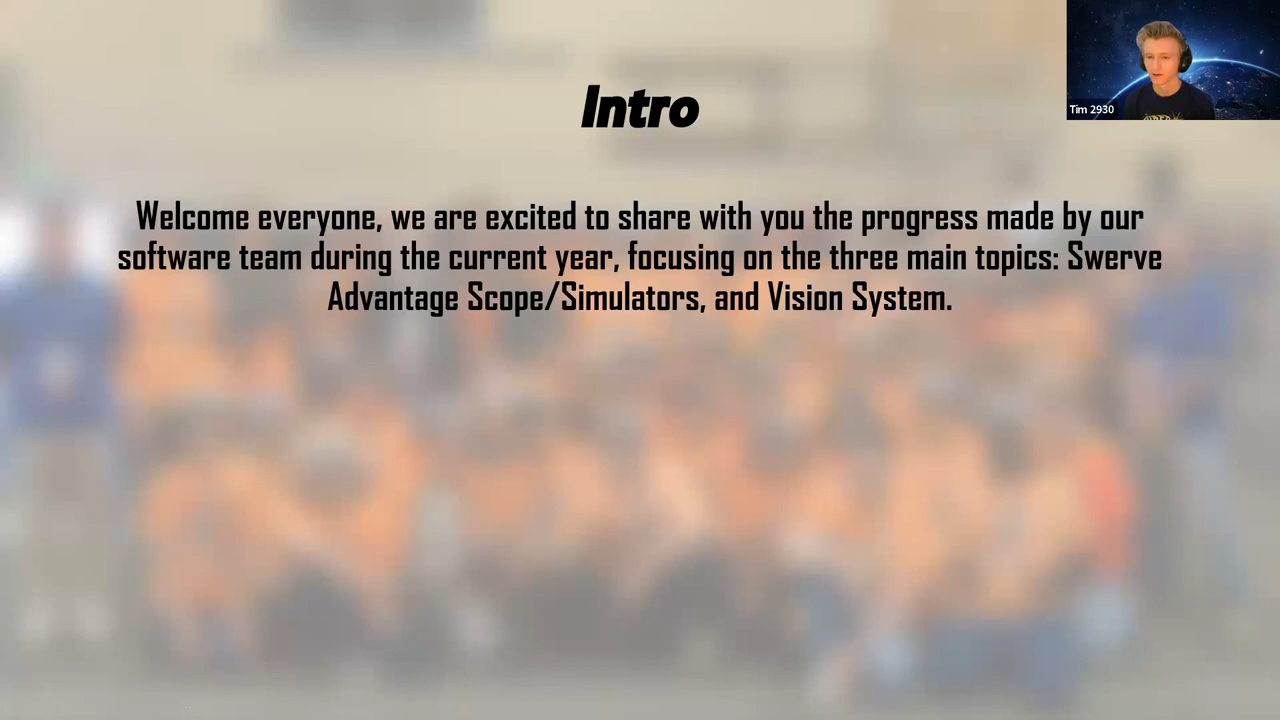 Intro
Welcome everyone, we are excited to share with you the progress made by our
software team during the current year, focusing on the three main topics: Swerve
Advantage Scope/Simulators, and Vision System.
Tim 2930